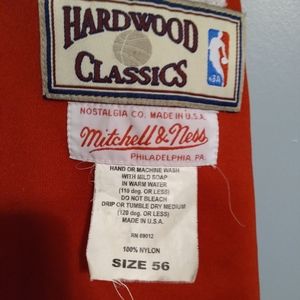 HARDWOOD
CLASSICS
NBA
NOSTALGIA CO. MADE IN U.S.A.
Mitchell & Ness
PHILADELPHIA PA.
HAND OR MACHINE WASH
WITH MILD SOAP
IN WARM WATER
(110 deg. OR LESS)
DO NOT BLEACH
DRIP OR TUMBLE DRY MEDIUM
(120 deg. OR LESS)
MADE IN U.S.A.
RN 69012
100% NYLON
SIZE 56